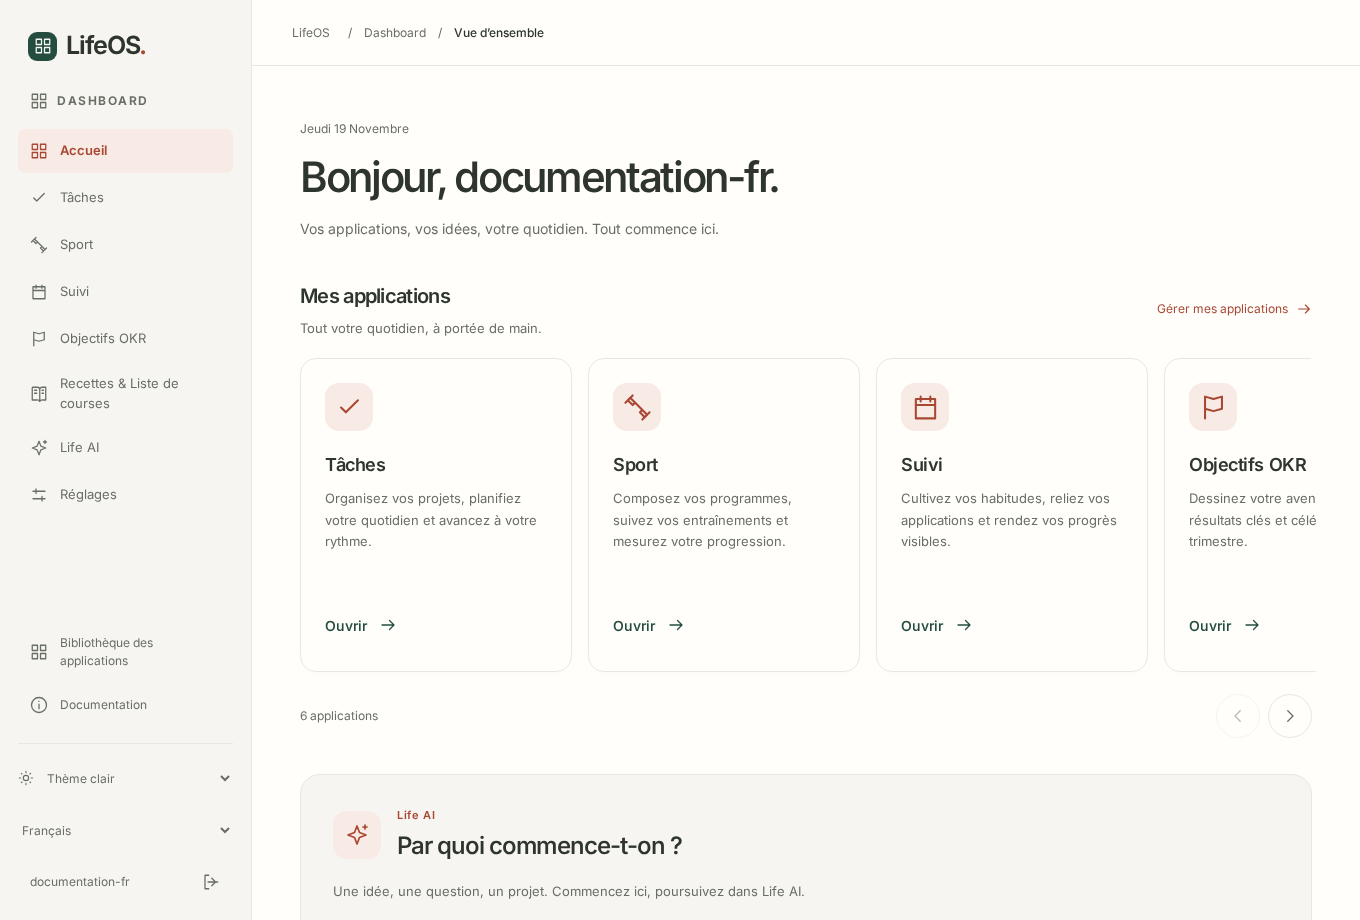 LifeOS.
DASHBOARD
Accueil
Tâches
Sport
Suivi
Objectifs OKR
Recettes & Liste de
courses
Life AI
Réglages
Bibliothèque des
applications
Documentation
Thème clair
Français
documentation-fr
LifeOS / Dashboard / Vue d'ensemble
Jeudi 19 Novembre
Bonjour, documentation-fr.
Vos applications, vos idées, votre quotidien. Tout commence ici.
Mes applications
Tout votre quotidien, à portée de main.
Gérer mes applications
Tâches
Organisez vos projets, planifiez
votre quotidien et avancez à votre
rythme.
Ouvrir
Sport
Composez vos programmes,
suivez vos entraînements et
mesurez votre progression.
Ouvrir
Suivi
Cultivez vos habitudes, reliez vos
applications et rendez vos progrès
visibles.
Ouvrir
Objectifs OKR
Dessinez votre aven
résultats clés et célé
trimestre.
Ouvrir
6 applications
Life AI
Par quoi commence-t-on ?
Une idée, une question, un projet. Commencez ici, poursuivez dans Life AI.